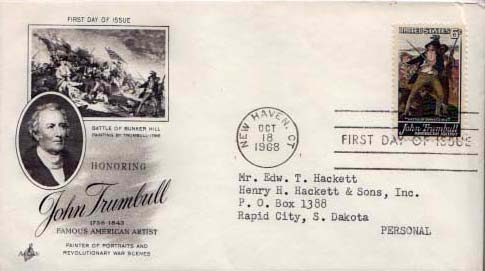 FIRST DAY OF ISSUE
BATTLE OF BUNKER HILL
PAINTING BY TRUMBULL-1786
HONORING
John Trumbull
1756-1843
FAMOUS AMERICAN ARTIST
PAINTER OF PORTRAITS AND
REVOLUTIONARY WAR SCENES
NEW HAVEN, CT
OCT
18
1968
UNITED STATES 6c
John Trumbull
FIRST DAY OF ISSUE
Mr. Edw. T. Hackett
Henry H. Hackett & Sons, Inc.
P. O. Box 1388
Rapid City, S. Dakota
PERSONAL